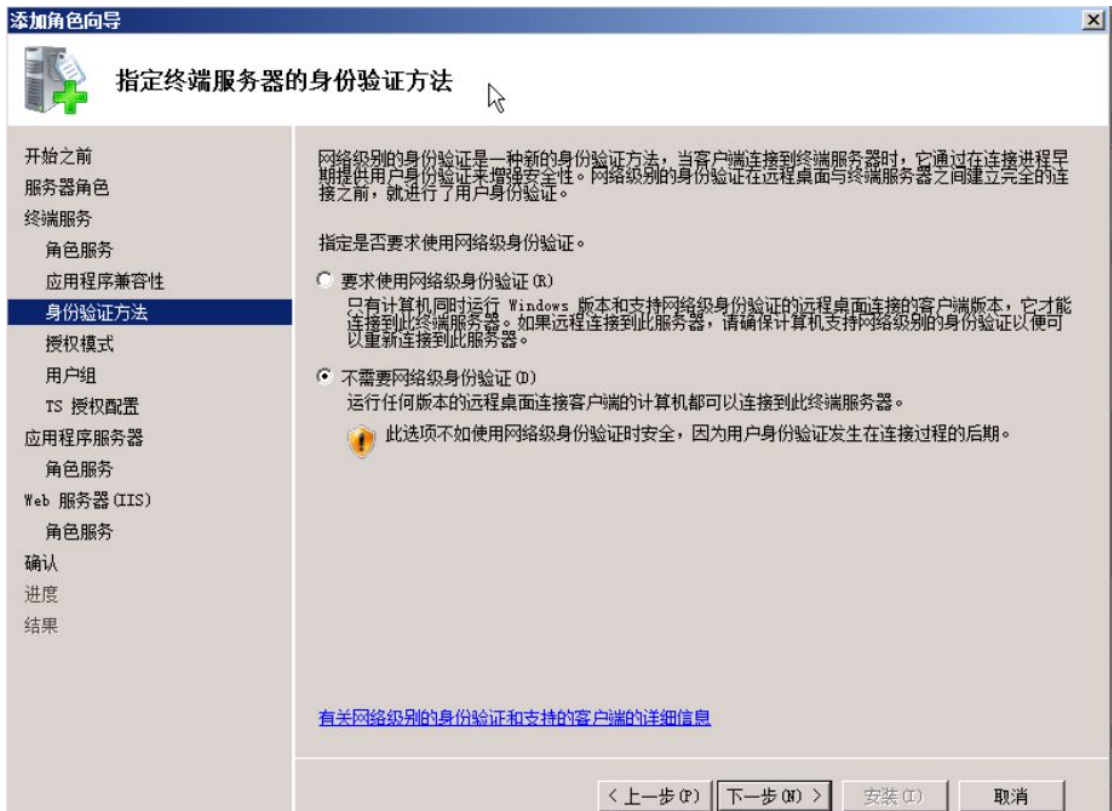 添加角色向导
指定终端服务器的身份验证方法
开始之前
服务器角色
终端服务
角色服务
应用程序兼容性
身份验证方法
授权模式
用户组
TS 授权配置
应用程序服务器
角色服务
Web 服务器(IIS)
角色服务
确认
进度
结果
网络级别的身份验证是一种新的身份验证方法，当客户端连接到终端服务器时，它通过在连接进程早
期提供用户身份验证来增强安全性。网络级别的身份验证在远程桌面与终端服务器之间建立完全的连
接之前，就进行了用户身份验证。
指定是否要求使用网络级身份验证。
要求使用网络级身份验证(R)
只有计算机同时运行 Windows 版本和支持网络级身份验证的远程桌面连接的客户端版本，它才能
连接到此终端服务器。如果远程连接到此服务器，请确保计算机支持网络级别的身份验证以便可
以重新连接到此服务器。
不需要网络级身份验证(D)
运行任何版本的远程桌面连接客户端的计算机都可以连接到此终端服务器。
此选项不如使用网络级身份验证时安全，因为用户身份验证发生在连接过程的后期。
有关网络级别的身份验证和支持的客户端的详细信息
< 上一步(P) 下一步(N) > 安装(I) 取消